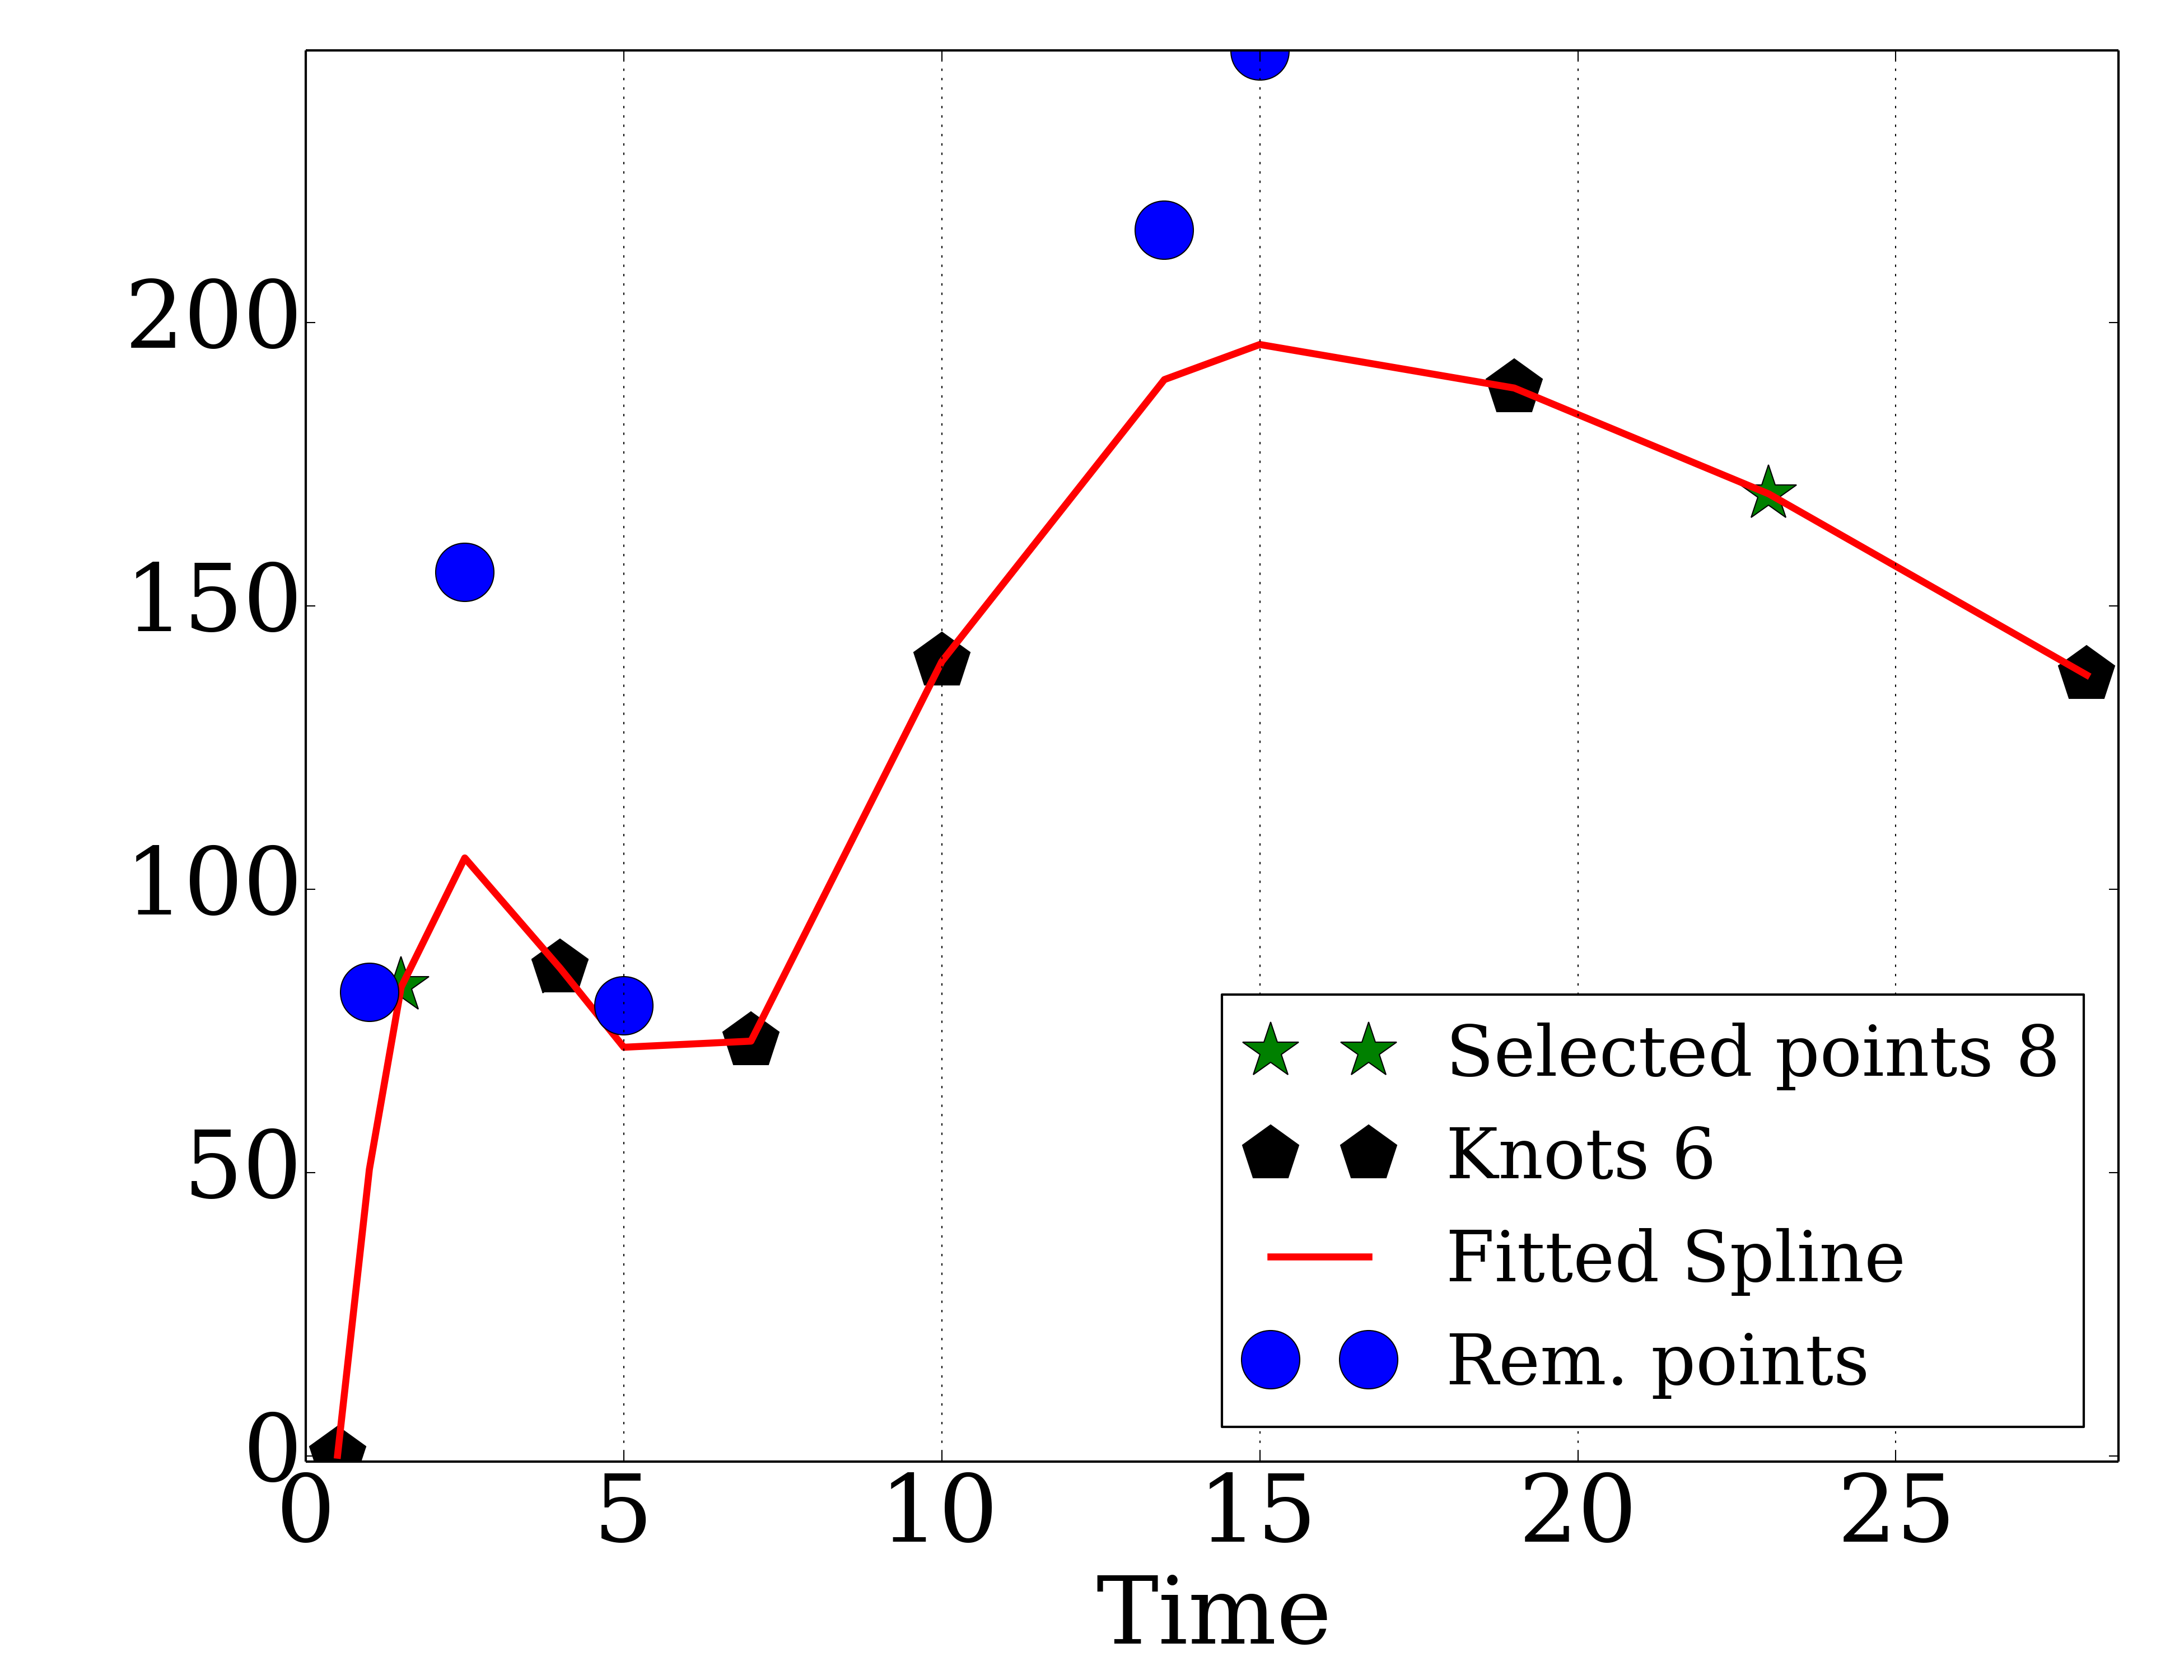 200
150
100
50
0
0 5 10 15 20 25
Time
Selected points 8
Knots 6
Fitted Spline
Rem. points